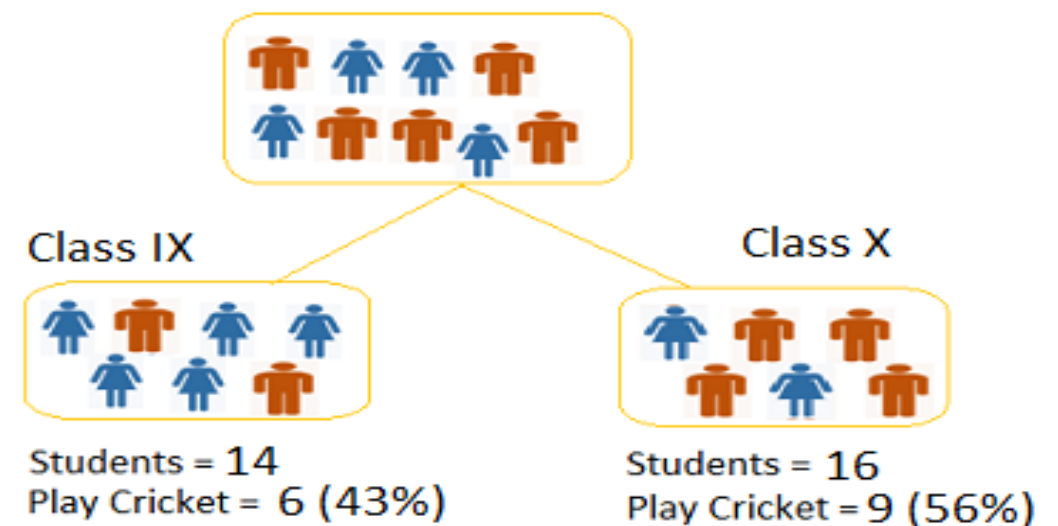 Class IX
Class X
Students = 14
Play Cricket = 6 (43%)
Students = 16
Play Cricket = 9 (56%)